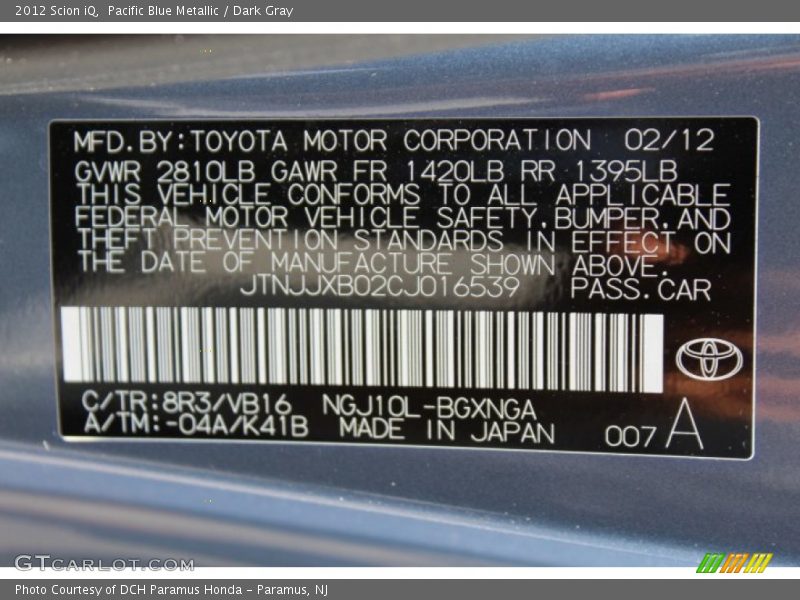 2012 Scion iQ,  Pacific Blue Metallic / Dark Gray
MFD.BY:TOYOTA MOTOR CORPORATION 02/12
GVWR 2810LB GAWR FR 1420LB RR 1395LB
THIS VEHICLE CONFORMS TO ALL APPLICABLE
FEDERAL MOTOR VEHICLE SAFETY,BUMPER,AND
THEFT PREVENTION STANDARDS IN EFFECT ON
THE DATE OF MANUFACTURE SHOWN ABOVE.
JTNJJXB02CJ016539 PASS.CAR
C/TR:8R3/VB16 NGJ10L-BGXNGA
A/TM:-04A/K41B MADE IN JAPAN 007 A
GTCARLOT.COM
Photo Courtesy of DCH Paramus Honda - Paramus, NJ